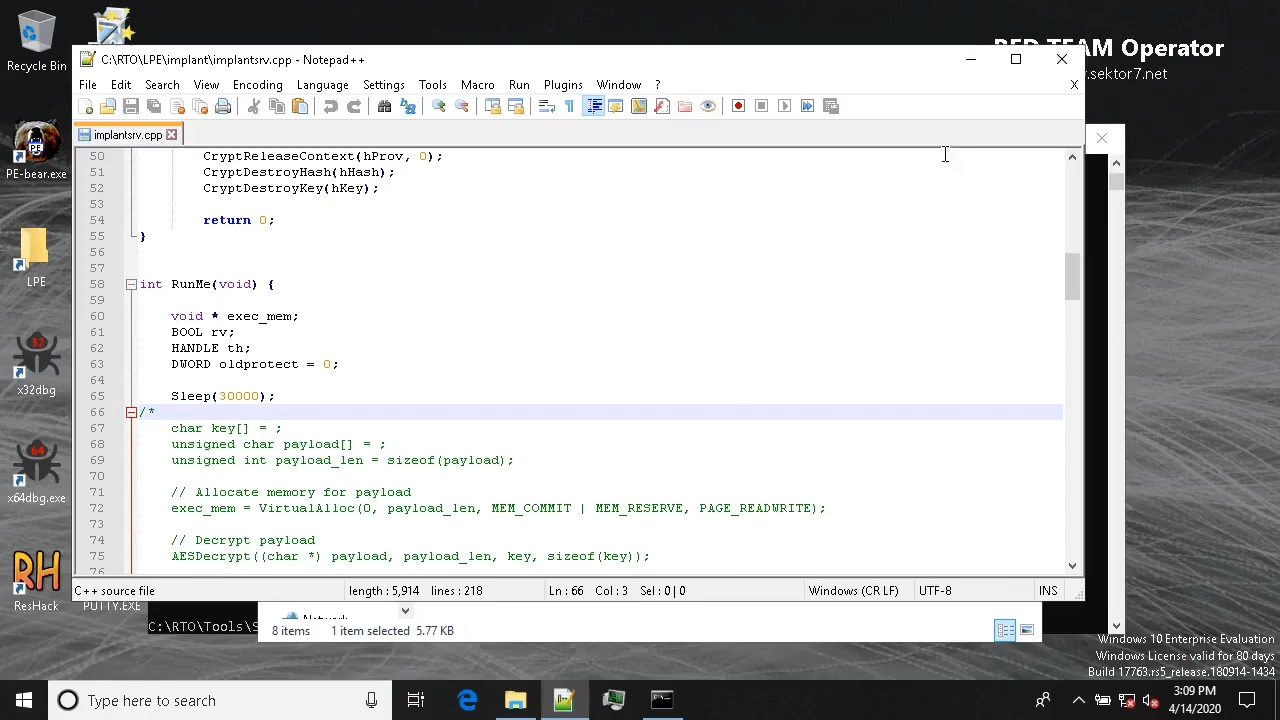 Recycle Bin
PE-bear.exe
LPE
32
x32dbg
64
x64dbg.exe
RH
ResHack
PUTTY.EXE
RED TEAM Operator
.sektor7.net
C:\RTO\LPE\implant\implantsrv.cpp - Notepad++
File Edit Search View Encoding Language Settings Tools Macro Run Plugins Window ? X
implantsrv.cpp
50 CryptReleaseContext(hProv, 0);
51 CryptDestroyHash(hHash);
52 CryptDestroyKey(hKey);
53
54 return 0;
55 }
56
57
58 int RunMe(void) {
59
60 void * exec_mem;
61 BOOL rv;
62 HANDLE th;
63 DWORD oldprotect = 0;
64
65 Sleep(30000);
66 /*
67 char key[] = ;
68 unsigned char payload[] = ;
69 unsigned int payload_len = sizeof(payload);
70
71 // Allocate memory for payload
72 exec_mem = VirtualAlloc(0, payload_len, MEM_COMMIT | MEM_RESERVE, PAGE_READWRITE);
73
74 // Decrypt payload
75 AESDecrypt((char *) payload, payload_len, key, sizeof(key));
76
C++ source file length : 5,914 lines : 218 Ln : 66 Col : 3 Sel : 0 | 0 Windows (CR LF) UTF-8 INS
Network
C:\RTO\Tools\S
8 items 1 item selected 5.77 KB
Windows 10 Enterprise Evaluation
Windows License valid for 80 days
Build 17763.rs5_release.180914-1434
Type here to search
3:09 PM
4/14/2020